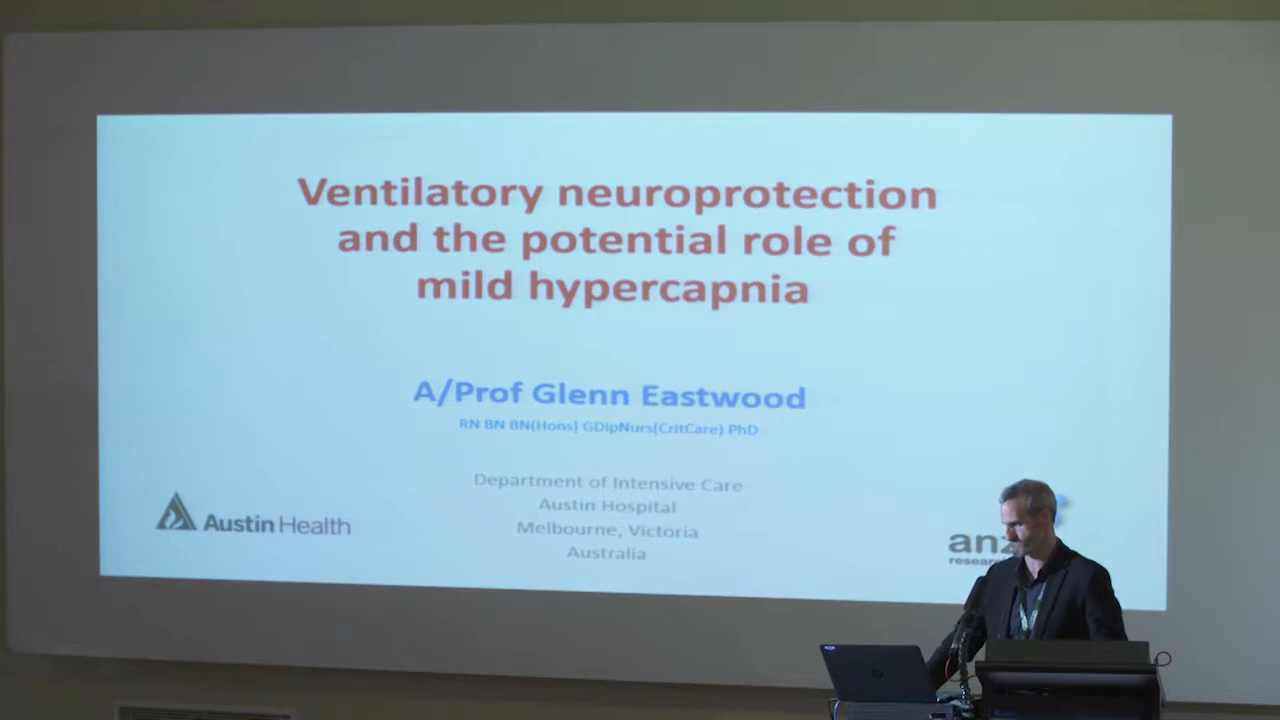 Ventilatory neuroprotection
and the potential role of
mild hypercapnia
A/Prof Glenn Eastwood
RN BN BN(Hons) GDipNurs(CritCare) PhD
Department of Intensive Care
Austin Hospital
Melbourne, Victoria
Australia
Austin Health